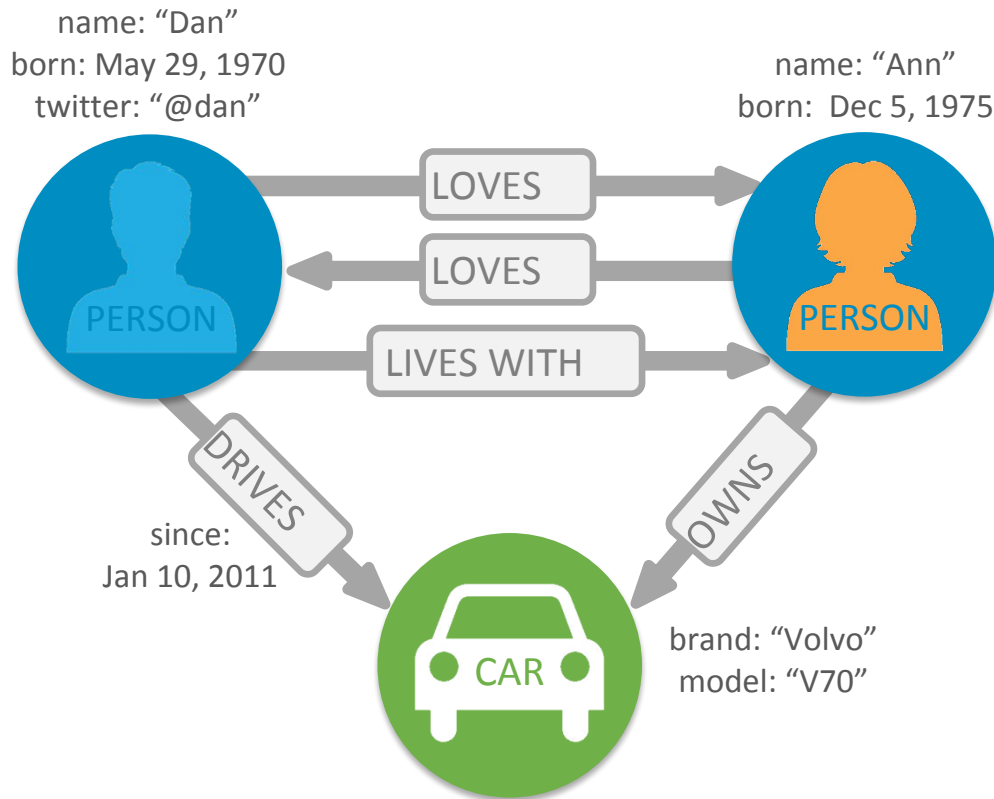 name: “Dan”
born: May 29, 1970
twitter: “@dan”
name: “Ann”
born:  Dec 5, 1975
LOVES
LOVES
PERSON
PERSON
LIVES WITH
DRIVES
OWNS
since:
Jan 10, 2011
brand: “Volvo”
model: “V70”
CAR